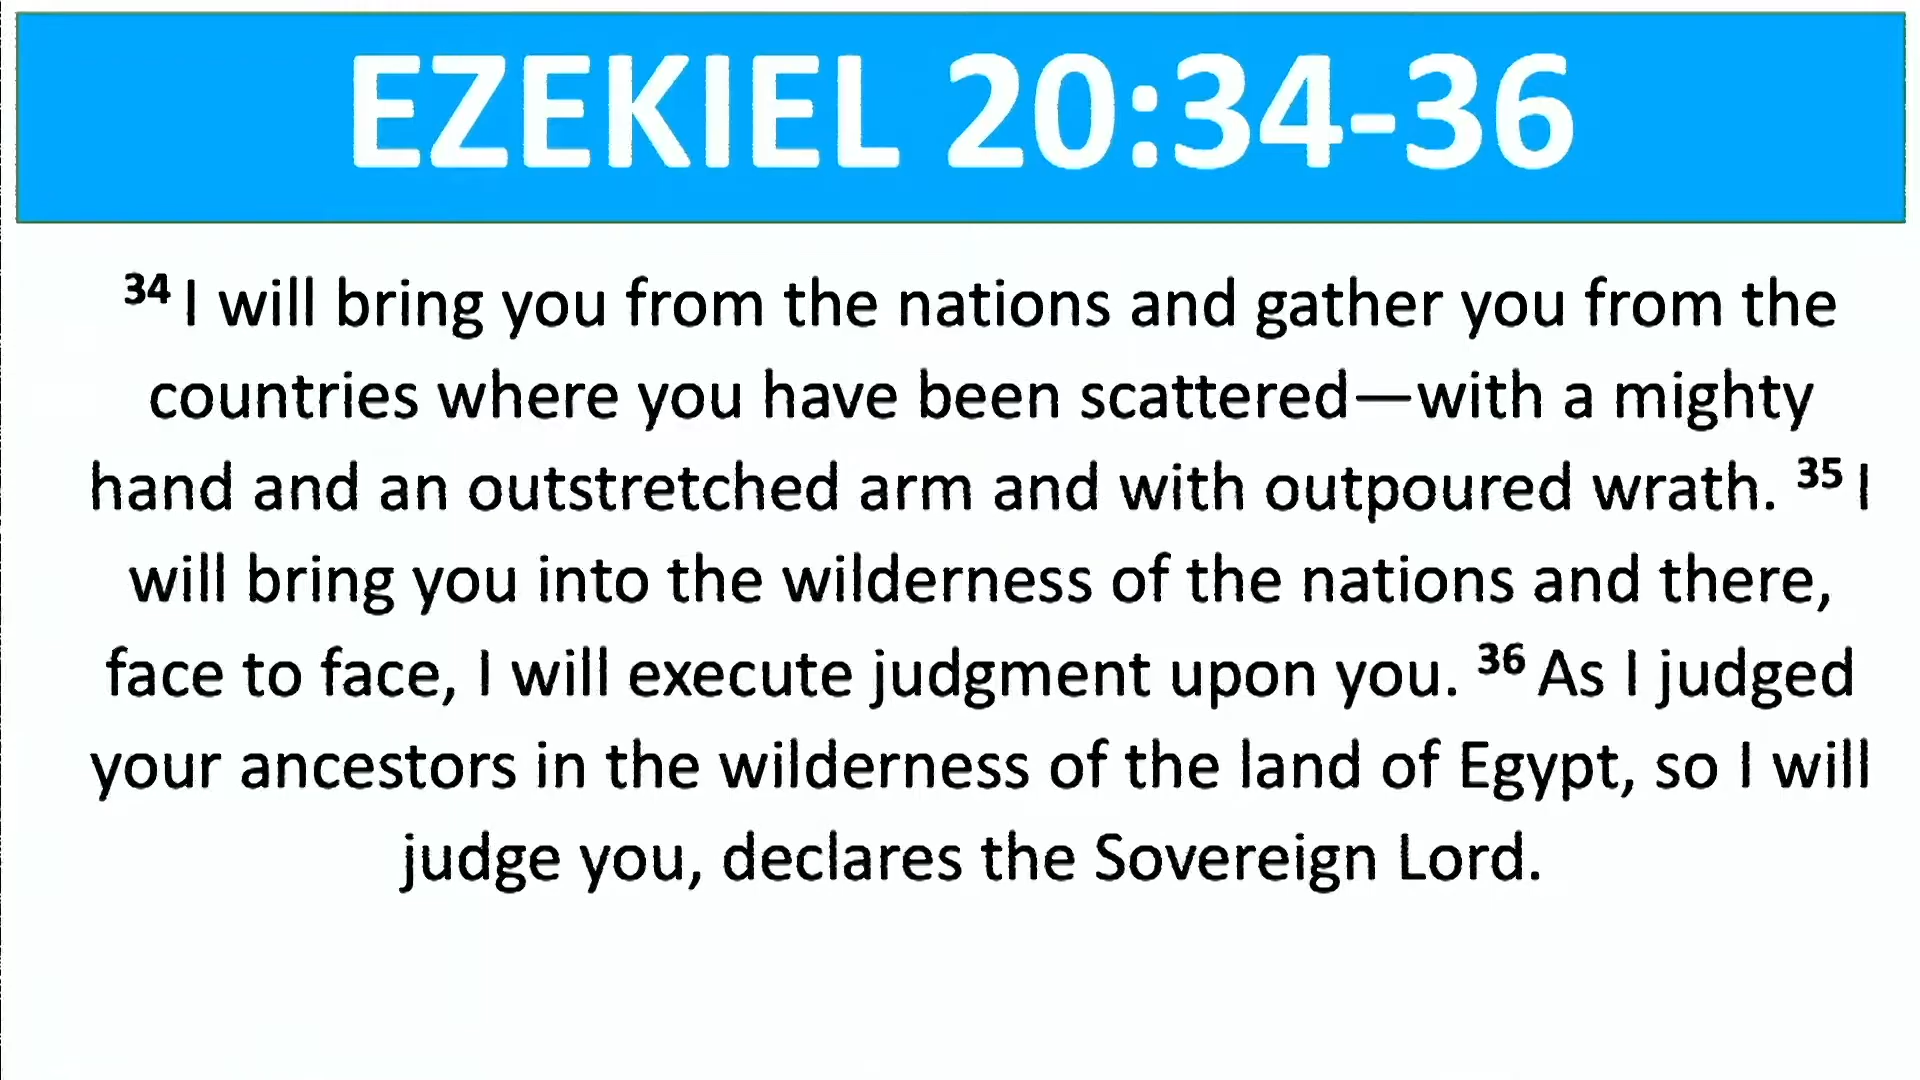 EZEKIEL 20:34-36
34 I will bring you from the nations and gather you from the
countries where you have been scattered—with a mighty
hand and an outstretched arm and with outpoured wrath. 35 I
will bring you into the wilderness of the nations and there,
face to face, I will execute judgment upon you. 36 As I judged
your ancestors in the wilderness of the land of Egypt, so I will
judge you, declares the Sovereign Lord.